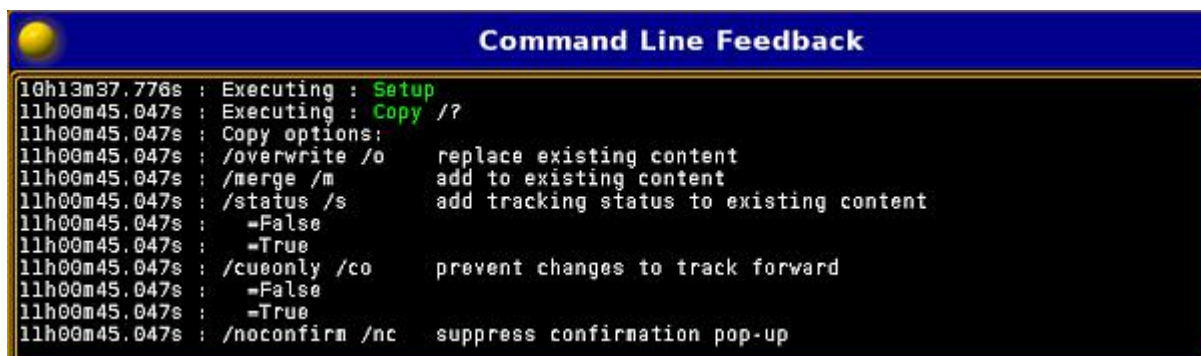 Command Line Feedback
10h13m37.776s : Executing : Setup
11h00m45.047s : Executing : Copy /?
11h00m45.047s : Copy options:
11h00m45.047s : /overwrite /o replace existing content
11h00m45.047s : /merge /m add to existing content
11h00m45.047s : /status /s add tracking status to existing content
11h00m45.047s : =False
11h00m45.047s : =True
11h00m45.047s : /cueonly /co prevent changes to track forward
11h00m45.047s : =False
11h00m45.047s : =True
11h00m45.047s : /noconfirm /nc suppress confirmation pop-up